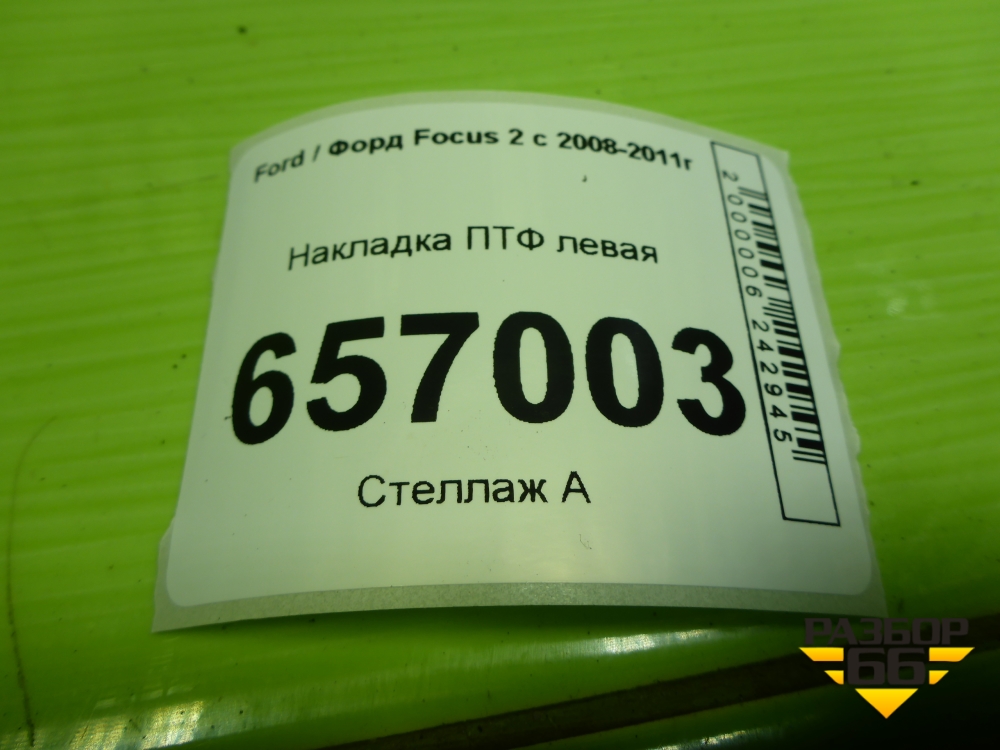 Ford / Форд Focus 2 с 2008-2011г
Накладка ПТФ левая
657003
Стеллаж А
2000006242945
РАЗБОР
66